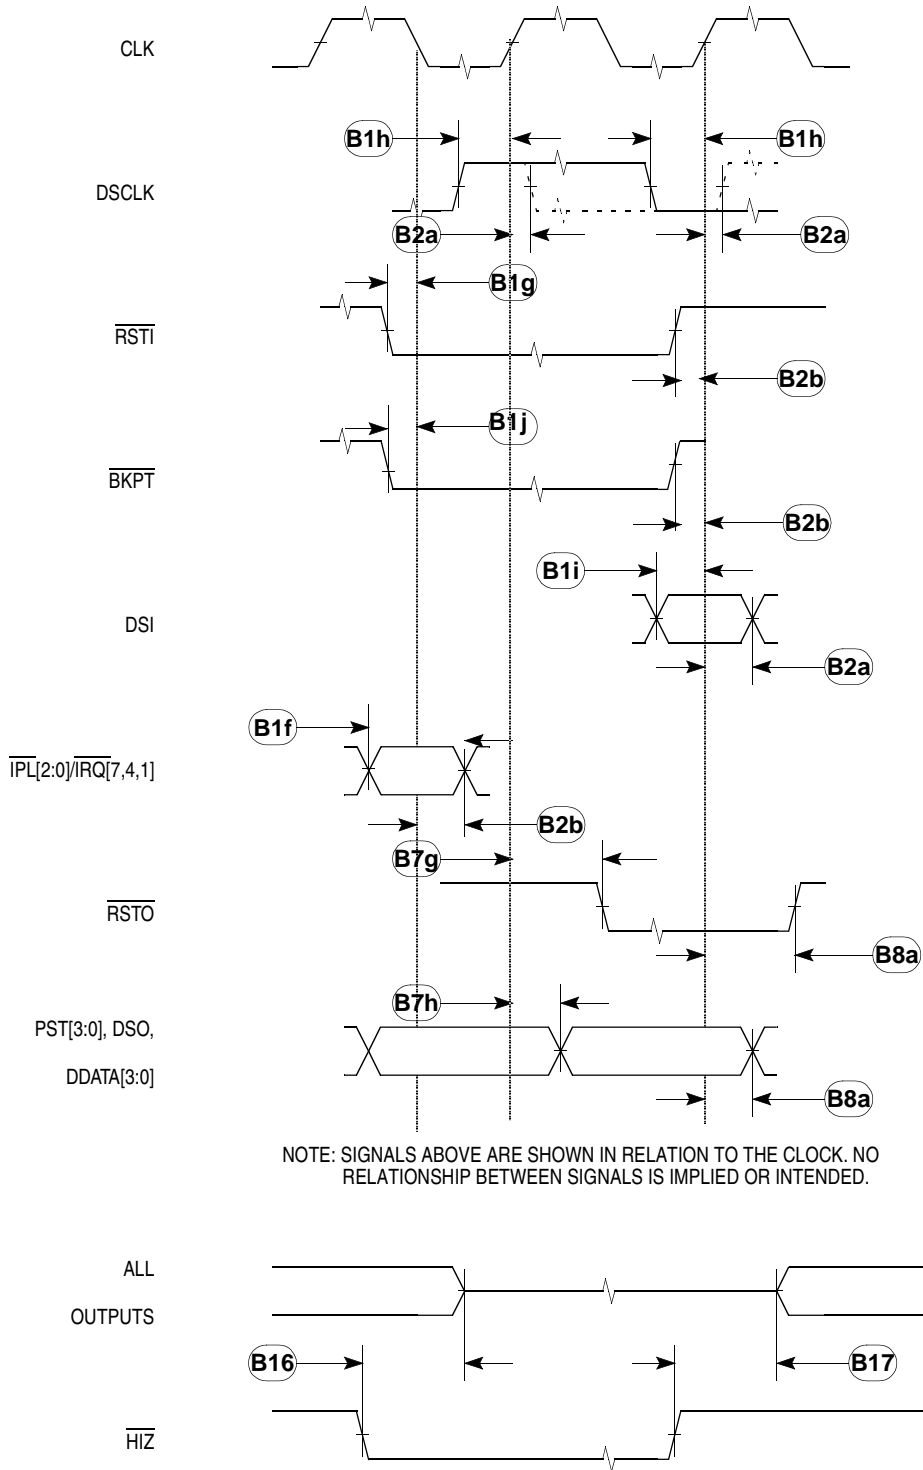 CLK
B1h
B1h
DSCLK
B2a
B2a
B1g
RSTI
B2b
B1j
BKPT
B2b
B1i
DSI
B2a
B1f
IPL[2:0]/IRQ[7,4,1]
B2b
B7g
RSTO
B8a
B7h
PST[3:0], DSO,
DDATA[3:0]
B8a
NOTE: SIGNALS ABOVE ARE SHOWN IN RELATION TO THE CLOCK. NO
RELATIONSHIP BETWEEN SIGNALS IS IMPLIED OR INTENDED.
ALL
OUTPUTS
B16
B17
HIZ